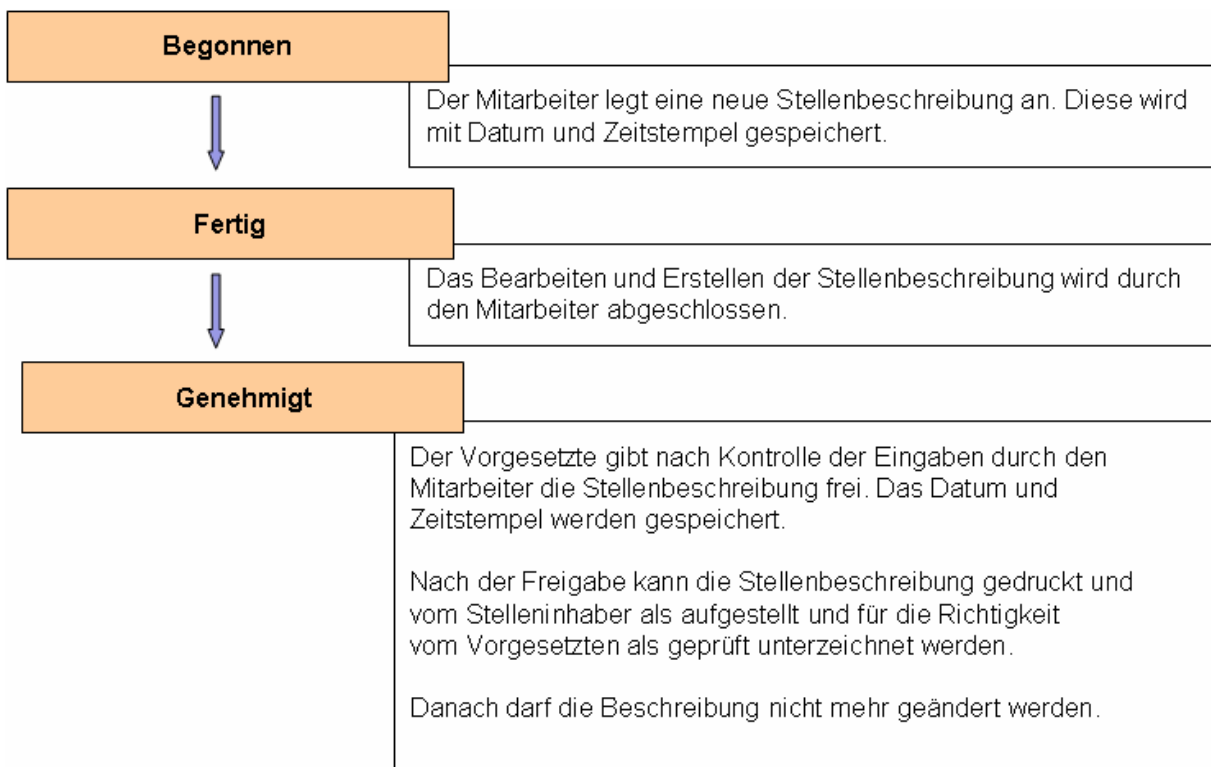 Begonnen
Der Mitarbeiter legt eine neue Stellenbeschreibung an. Diese wird
mit Datum und Zeitstempel gespeichert.
Fertig
Das Bearbeiten und Erstellen der Stellenbeschreibung wird durch
den Mitarbeiter abgeschlossen.
Genehmigt
Der Vorgesetzte gibt nach Kontrolle der Eingaben durch den
Mitarbeiter die Stellenbeschreibung frei. Das Datum und
Zeitstempel werden gespeichert.
Nach der Freigabe kann die Stellenbeschreibung gedruckt und
vom Stelleninhaber als aufgestellt und für die Richtigkeit
vom Vorgesetzten als geprüft unterzeichnet werden.
Danach darf die Beschreibung nicht mehr geändert werden.